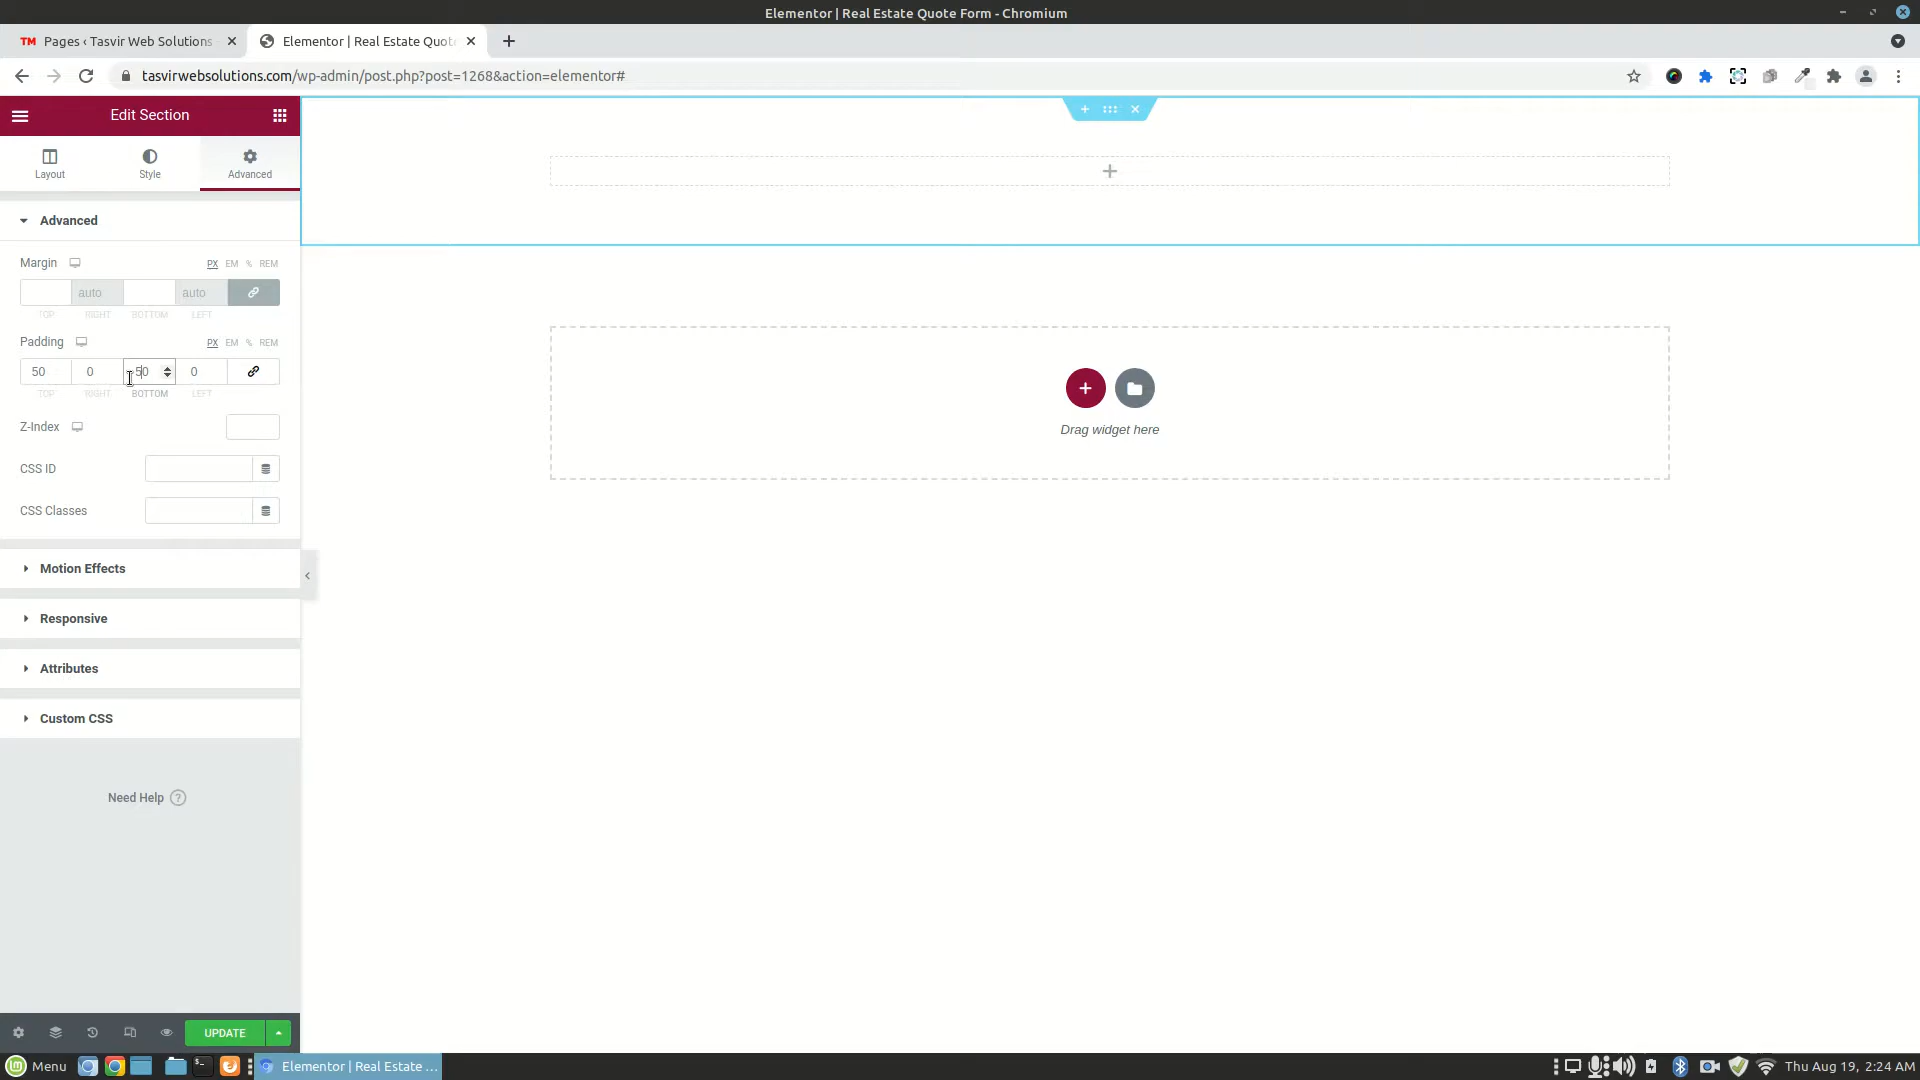 Elementor | Real Estate Quote Form - Chromium
TM Pages ‹ Tasvir Web Solutions
Elementor | Real Estate Quot
tasvirwebsolutions.com/wp-admin/post.php?post=1268&action=elementor#
Edit Section
Layout
Style
Advanced
Advanced
Margin
PX EM % REM
auto
auto
TOP RIGHT BOTTOM LEFT
Padding
PX EM % REM
50 0 50 0
TOP RIGHT BOTTOM LEFT
Z-Index
CSS ID
CSS Classes
Motion Effects
Responsive
Attributes
Custom CSS
Need Help ?
Drag widget here
UPDATE
Menu
Elementor | Real Estate ...
Thu Aug 19, 2:24 AM